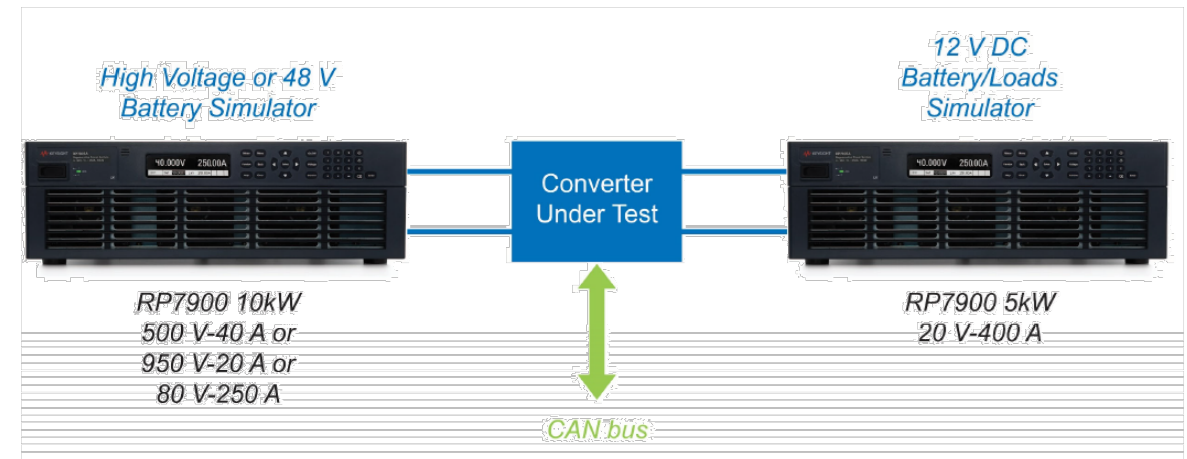 High Voltage or 48 V
Battery Simulator
12 V DC
Battery/Loads
Simulator
40.000V 250.00A
40.000V 250.00A
Converter
Under Test
RP7900 10kW
500 V-40 A or
950 V-20 A or
80 V-250 A
RP7900 5kW
20 V-400 A
CAN bus